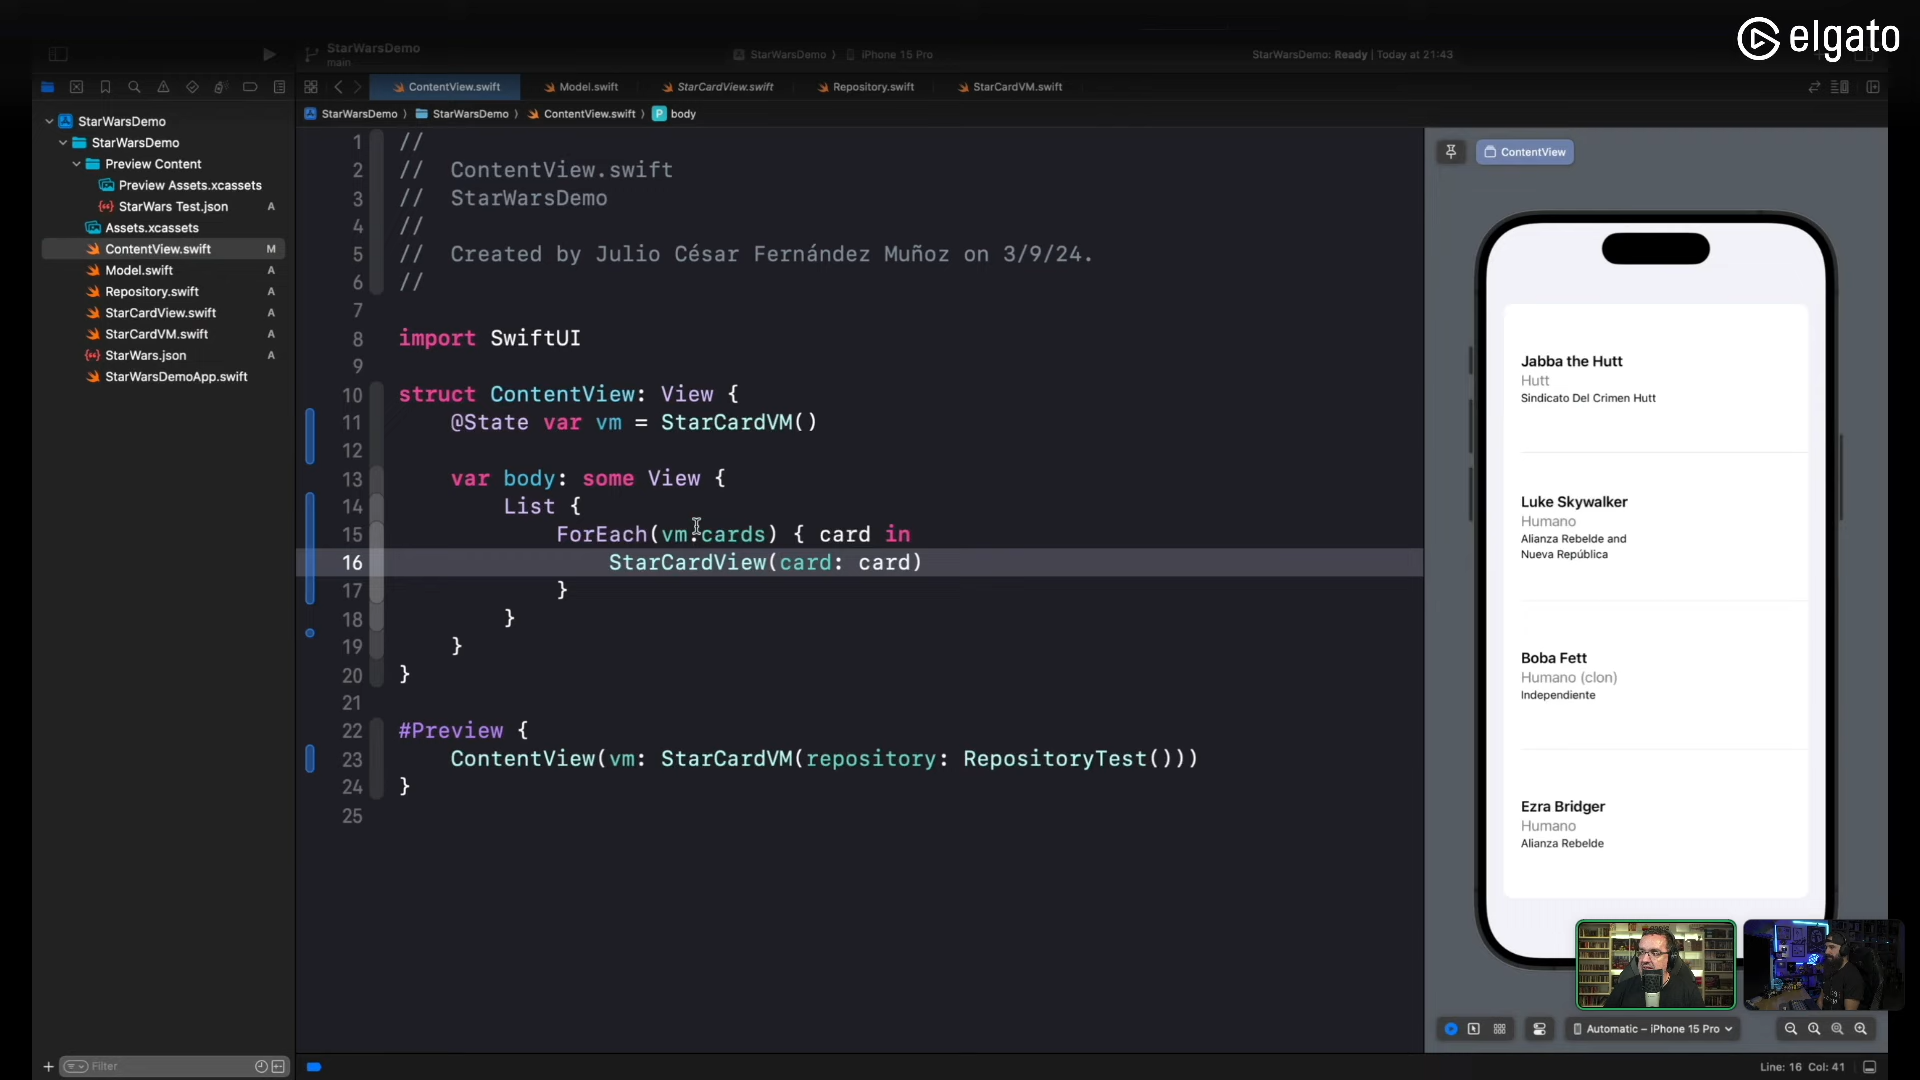 elgato
StarWarsDemo
main
StarWarsDemo
iPhone 15 Pro
StarWarsDemo: Ready | Today at 21:43
ContentView.swift
Model.swift
StarCardView.swift
Repository.swift
StarCardVM.swift
StarWarsDemo
StarWarsDemo
ContentView.swift
P body
StarWarsDemo
StarWarsDemo
Preview Content
Preview Assets.xcassets
StarWars Test.json A
Assets.xcassets
ContentView.swift M
Model.swift A
Repository.swift A
StarCardView.swift A
StarCardVM.swift A
StarWars.json A
StarWarsDemoApp.swift
1 //
2 //  ContentView.swift
3 //  StarWarsDemo
4 //
5 //  Created by Julio César Fernández Muñoz on 3/9/24.
6 //
7
8 import SwiftUI
9
10 struct ContentView: View {
11     @State var vm = StarCardVM()
12
13     var body: some View {
14         List {
15             ForEach(vm.cards) { card in
16                 StarCardView(card: card)
17             }
18         }
19     }
20 }
21
22 #Preview {
23     ContentView(vm: StarCardVM(repository: RepositoryTest()))
24 }
25
ContentView
Jabba the Hutt
Hutt
Sindicato Del Crimen Hutt
Luke Skywalker
Humano
Alianza Rebelde and
Nueva República
Boba Fett
Humano (clon)
Independiente
Ezra Bridger
Humano
Alianza Rebelde
Automatic – iPhone 15 Pro
Filter
Line: 16 Col: 41